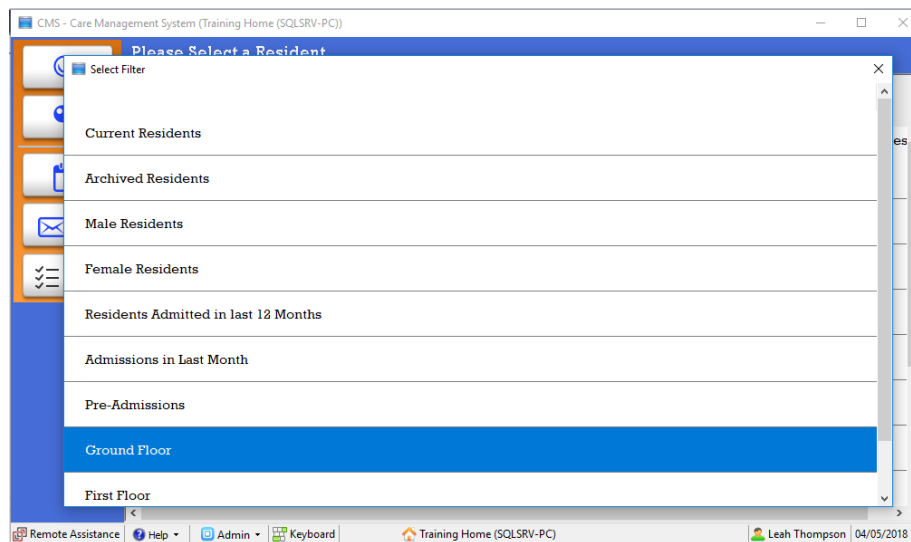 CMS - Care Management System (Training Home (SQLSRV-PC))
Please Select a Resident
Select Filter
Current Residents
es
Archived Residents
Male Residents
Female Residents
Residents Admitted in last 12 Months
Admissions in Last Month
Pre-Admissions
Ground Floor
First Floor
Remote Assistance Help Admin Keyboard Training Home (SQLSRV-PC) Leah Thompson 04/05/2018